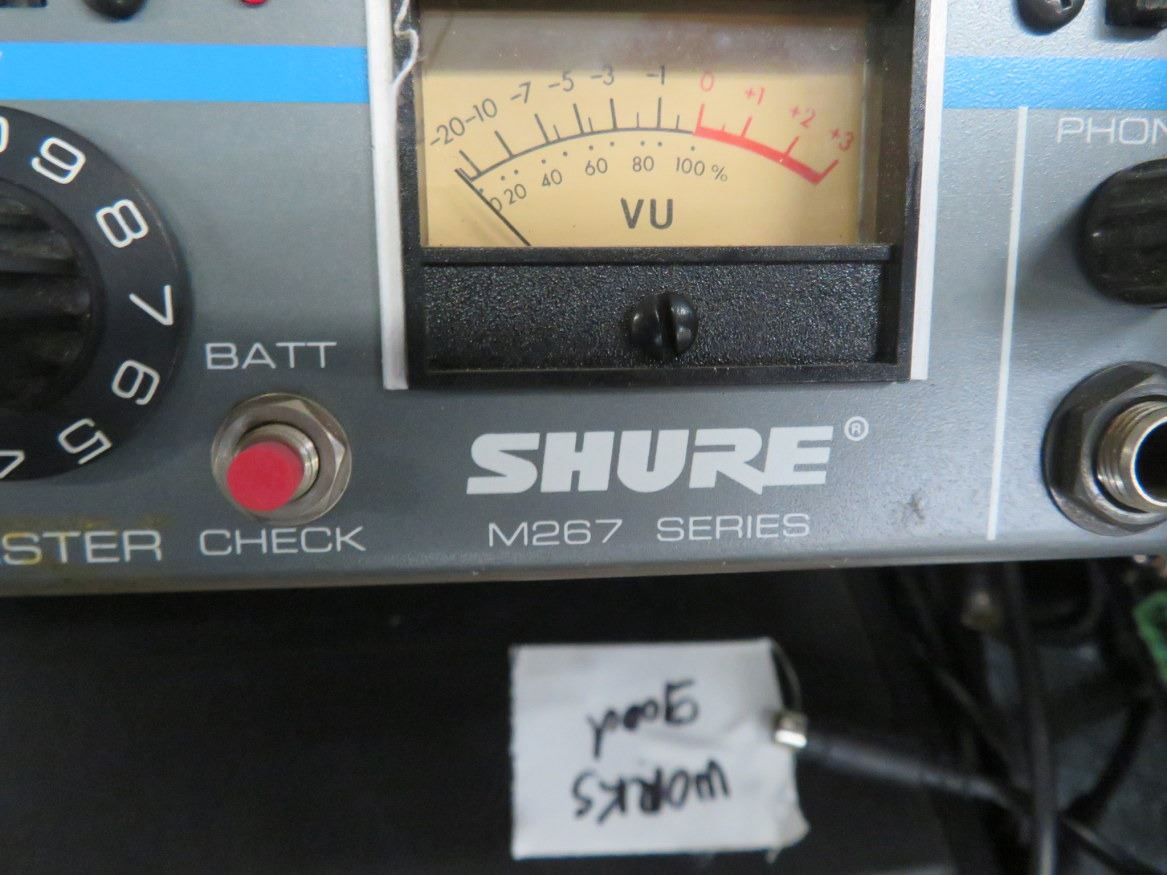 -20 -10 -7 -5 -3 -1 0 +1 +2 +3
0 20 40 60 80 100 %
VU
PHON
9
8
7
6
5
BATT
CHECK
STER
SHURE®
M267 SERIES
WORKS
good